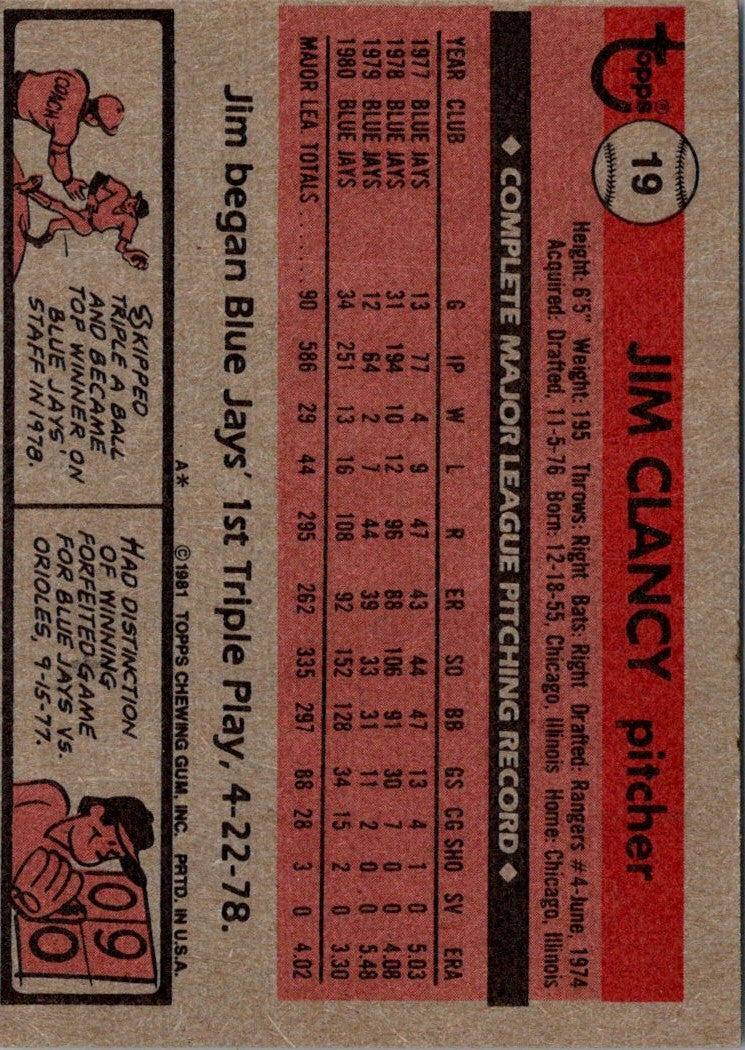 Topps®
19
JIM CLANCY pitcher
Height: 6'5" Weight: 195 Throws: Right Bats: Right Drafted: Rangers #4-June, 1974
Acquired: Drafted, 11-5-76 Born: 12-18-55, Chicago, Illinois Home: Chicago, Illinois
◆ COMPLETE MAJOR LEAGUE PITCHING RECORD ◆
YEAR CLUB G IP W L R ER SO BB GS CG SHO SV ERA
1977 BLUE JAYS 13 77 4 9 47 43 44 47 13 4 1 0 5.03
1978 BLUE JAYS 31 194 10 12 96 88 106 91 30 7 0 0 4.08
1979 BLUE JAYS 12 64 2 7 44 39 33 31 11 2 0 0 5.48
1980 BLUE JAYS 34 251 13 16 108 92 152 128 34 15 2 0 3.30
MAJOR LEA. TOTALS........ 90 586 29 44 295 262 335 297 88 28 3 0 4.02
Jim began Blue Jays' 1st Triple Play, 4-22-78.
A* ©1981 TOPPS CHEWING GUM, INC. PRTD. IN U.S.A.
COACH
SKIPPED
TRIPLE A BALL
AND BECAME
TOP WINNER ON
BLUE JAYS'
STAFF IN 1978.
HAD DISTINCTION
OF WINNING
FORFEITED GAME
FOR BLUE JAYS VS.
ORIOLES, 9-15-77.
09
0